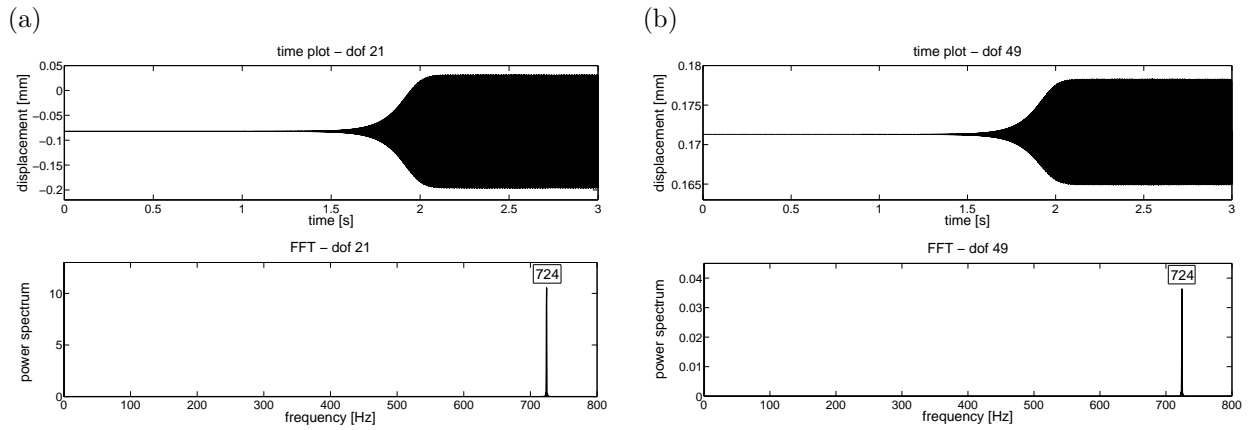 (a)
time plot – dof 21
displacement [mm]
0.05
0
–0.05
–0.1
–0.15
–0.2
0 0.5 1 1.5 2 2.5 3
time [s]
FFT – dof 21
power spectrum
10
5
0
724
0 100 200 300 400 500 600 700 800
frequency [Hz]
(b)
time plot – dof 49
displacement [mm]
0.18
0.175
0.17
0.165
0 0.5 1 1.5 2 2.5 3
time [s]
FFT – dof 49
power spectrum
0.04
0.03
0.02
0.01
0
724
0 100 200 300 400 500 600 700 800
frequency [Hz]